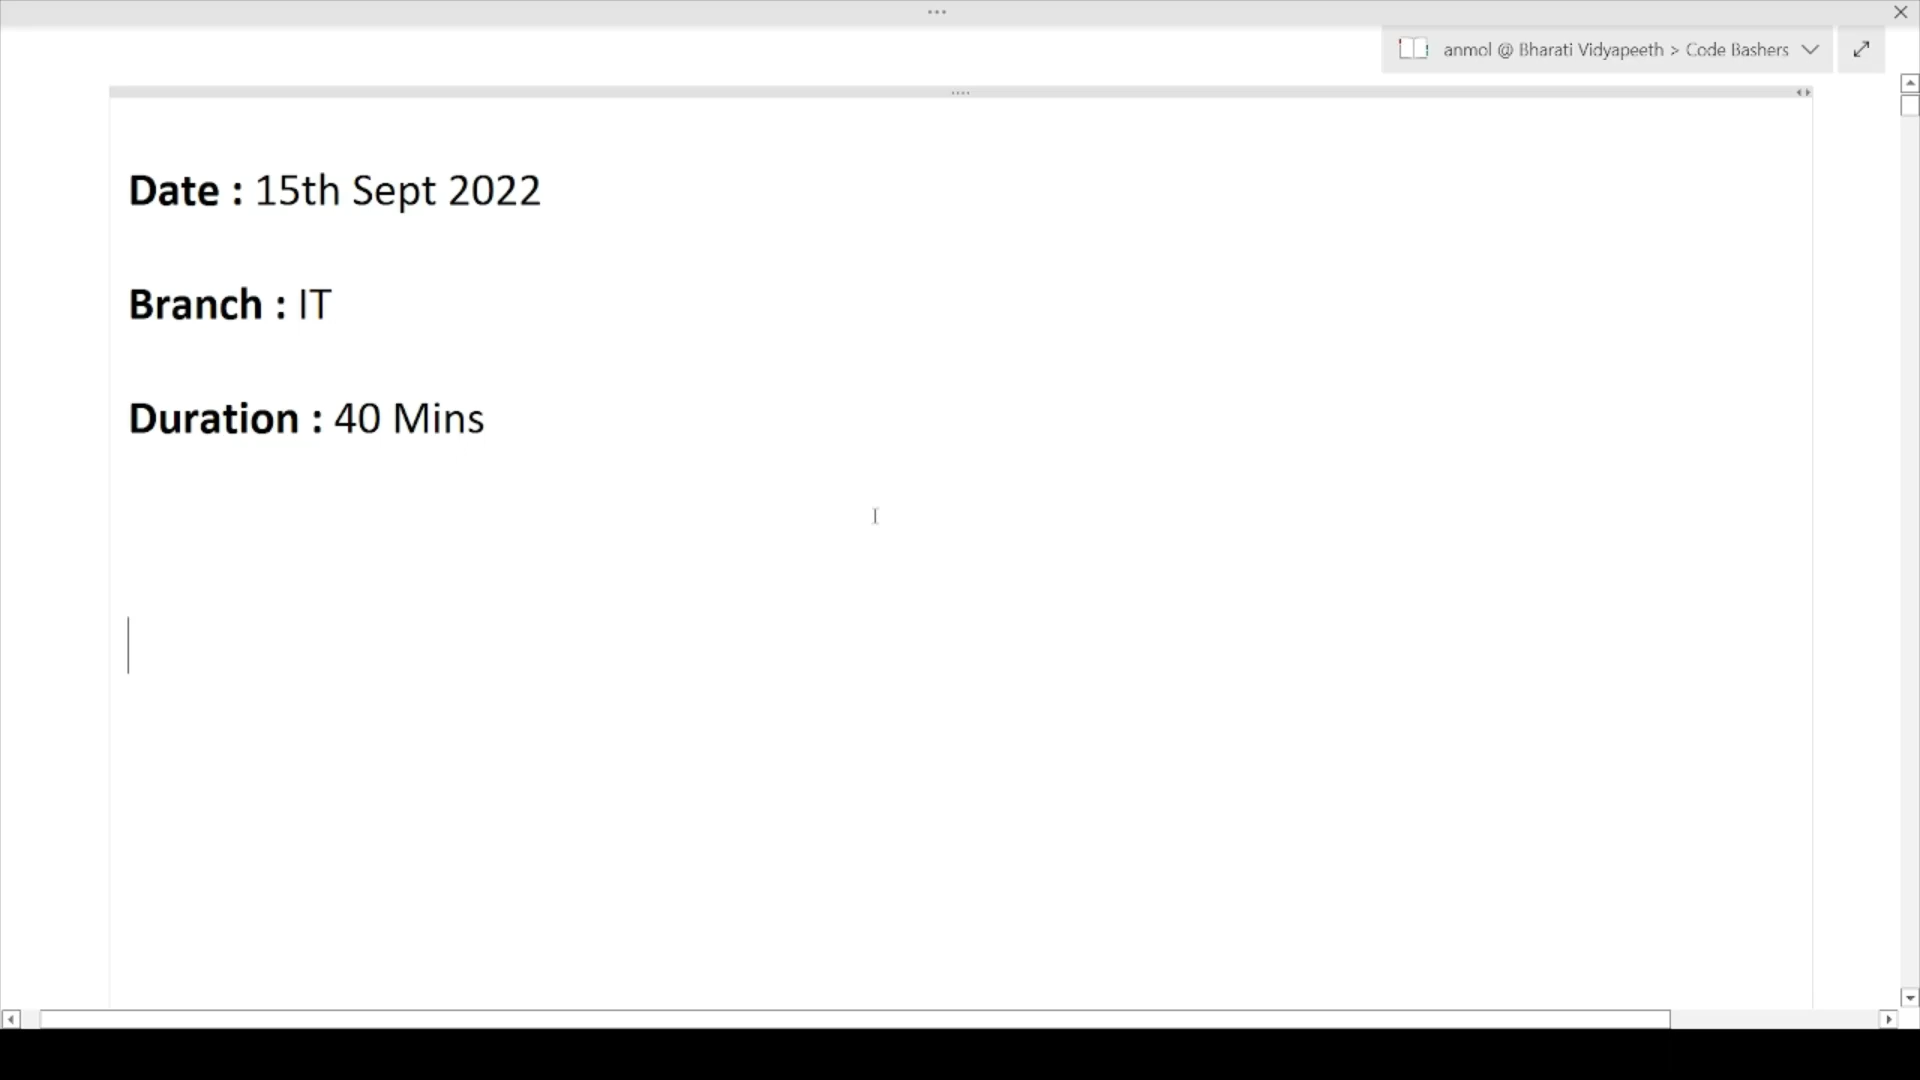 anmol @ Bharati Vidyapeeth > Code Bashers
Date : 15th Sept 2022
Branch : IT
Duration : 40 Mins